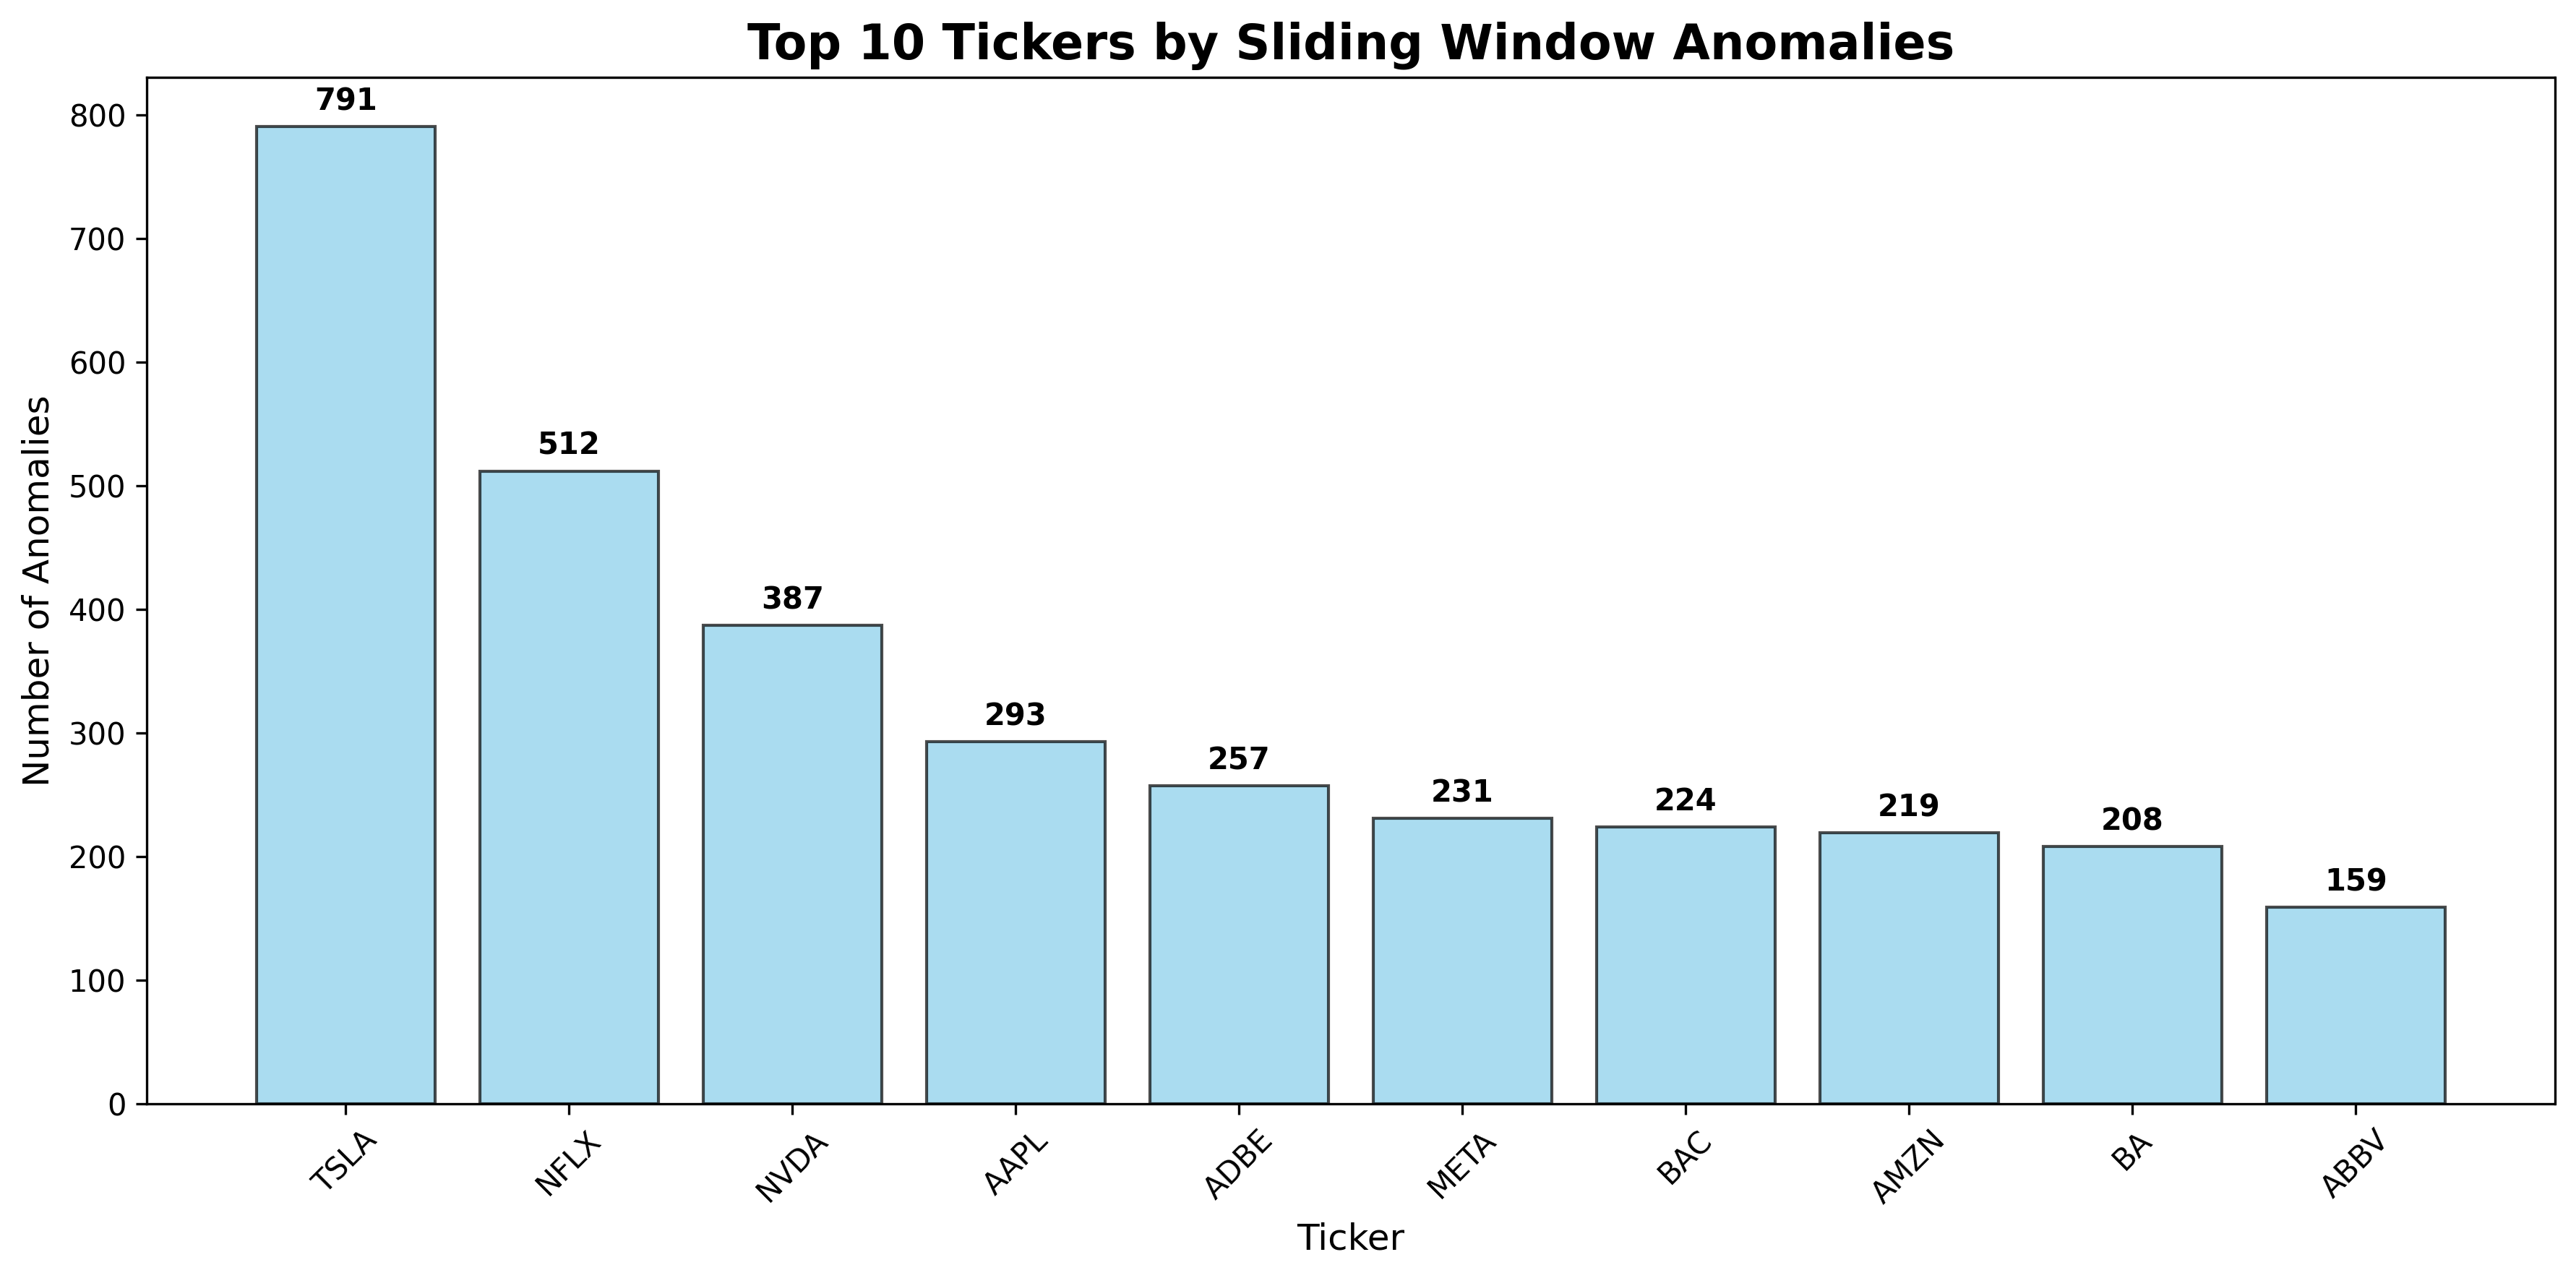 Top 10 Tickers by Sliding Window Anomalies
Number of Anomalies
800
700
600
500
400
300
200
100
0
791
512
387
293
257
231
224
219
208
159
TSLA
NFLX
NVDA
AAPL
ADBE
META
BAC
AMZN
BA
ABBV
Ticker